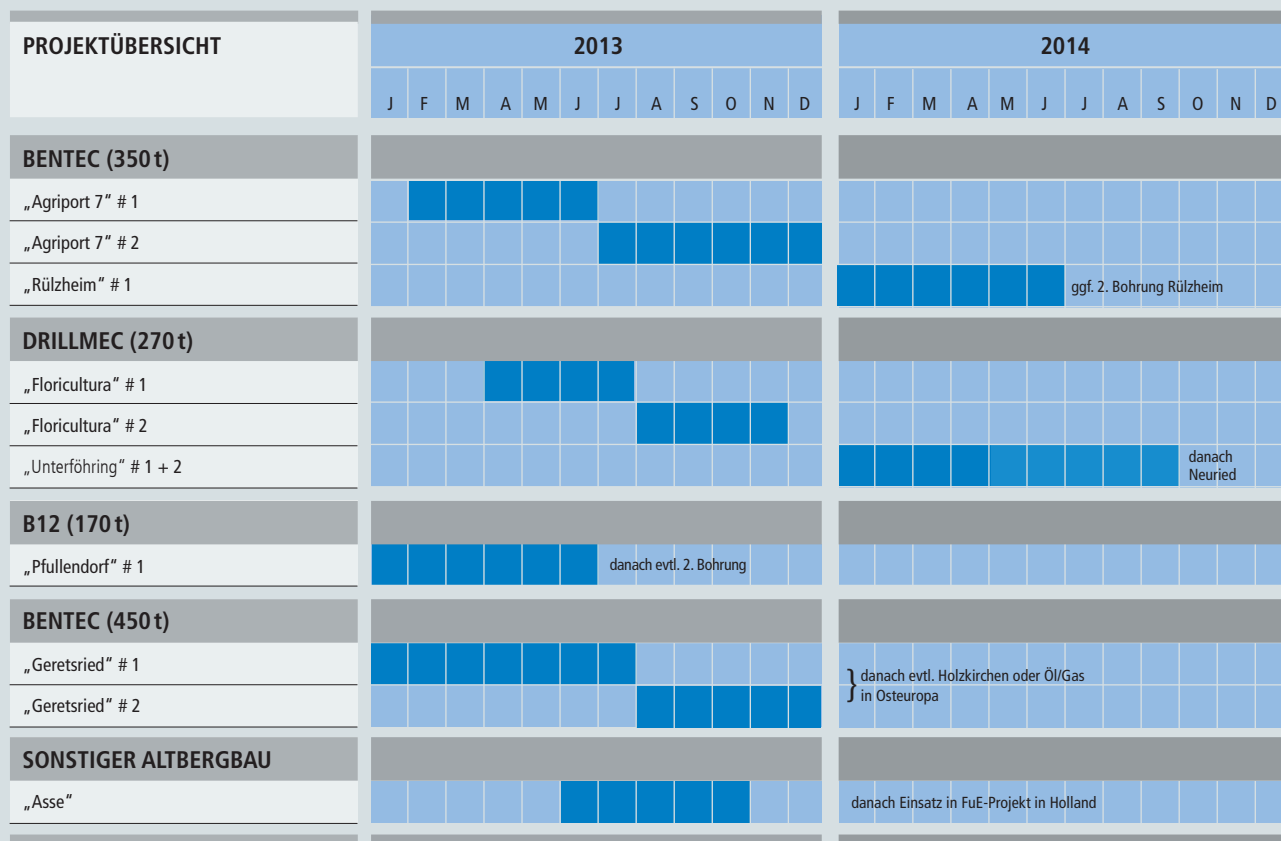 PROJEKTÜBERSICHT
2013
2014
J F M A M J J A S O N D
J F M A M J J A S O N D
BENTEC (350 t)
„Agriport 7“ # 1
„Agriport 7“ # 2
„Rülzheim“ # 1
ggf. 2. Bohrung Rülzheim
DRILLMEC (270 t)
„Floricultura“ # 1
„Floricultura“ # 2
„Unterföhring“ # 1 + 2
danach
Neuried
B12 (170 t)
„Pfullendorf“ # 1
danach evtl. 2. Bohrung
BENTEC (450 t)
„Geretsried“ # 1
„Geretsried“ # 2
} danach evtl. Holzkirchen oder Öl/Gas
in Osteuropa
SONSTIGER ALTBERGBAU
„Asse“
danach Einsatz in FuE-Projekt in Holland